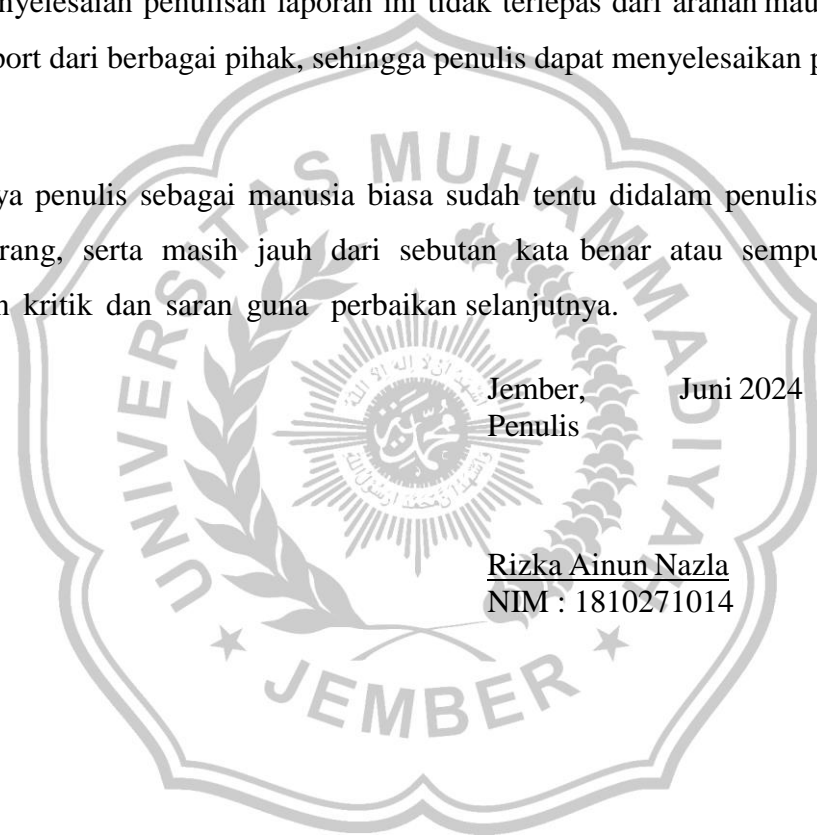 nyelesaian penulisan laporan ini tidak terlepas dari arahan mau
port dari berbagai pihak, sehingga penulis dapat menyelesaikan p
ya penulis sebagai manusia biasa sudah tentu didalam penulis
rang, serta masih jauh dari sebutan kata benar atau sempu
n kritik dan saran guna perbaikan selanjutnya.
Jember, Juni 2024
Penulis
Rizka Ainun Nazla
NIM : 1810271014
UNIVERSITAS MUHAMMADIYAH
JEMBER